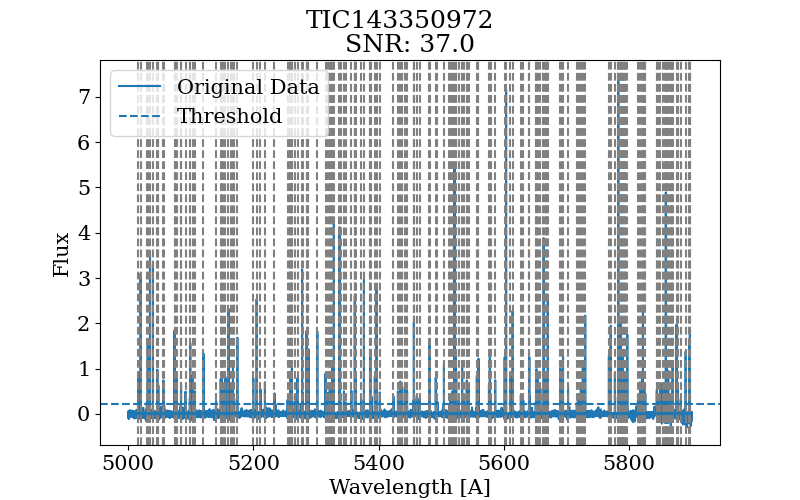 TIC143350972
SNR: 37.0
Original Data
Threshold
7
6
5
4
3
2
1
0
Flux
5000
5200
5400
5600
5800
Wavelength [A]